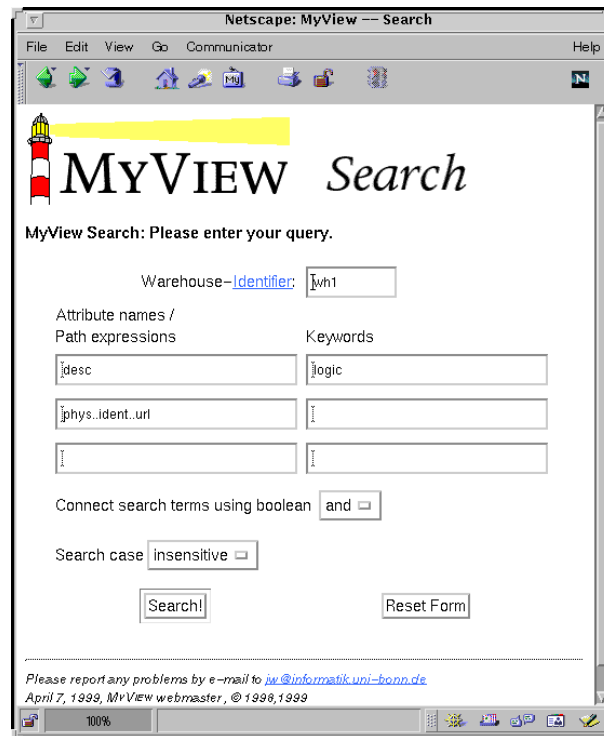 Netscape: MyView -- Search
File Edit View Go Communicator Help
My
N
MYVIEW Search
MyView Search: Please enter your query.
Warehouse-Identifier: wh1
Attribute names /
Path expressions Keywords
desc logic
phys..ident..url
Connect search terms using boolean and
Search case insensitive
Search! Reset Form
Please report any problems by e-mail to jw@informatik.uni-bonn.de
April 7, 1999, MYVIEW webmaster, © 1998,1999
100%